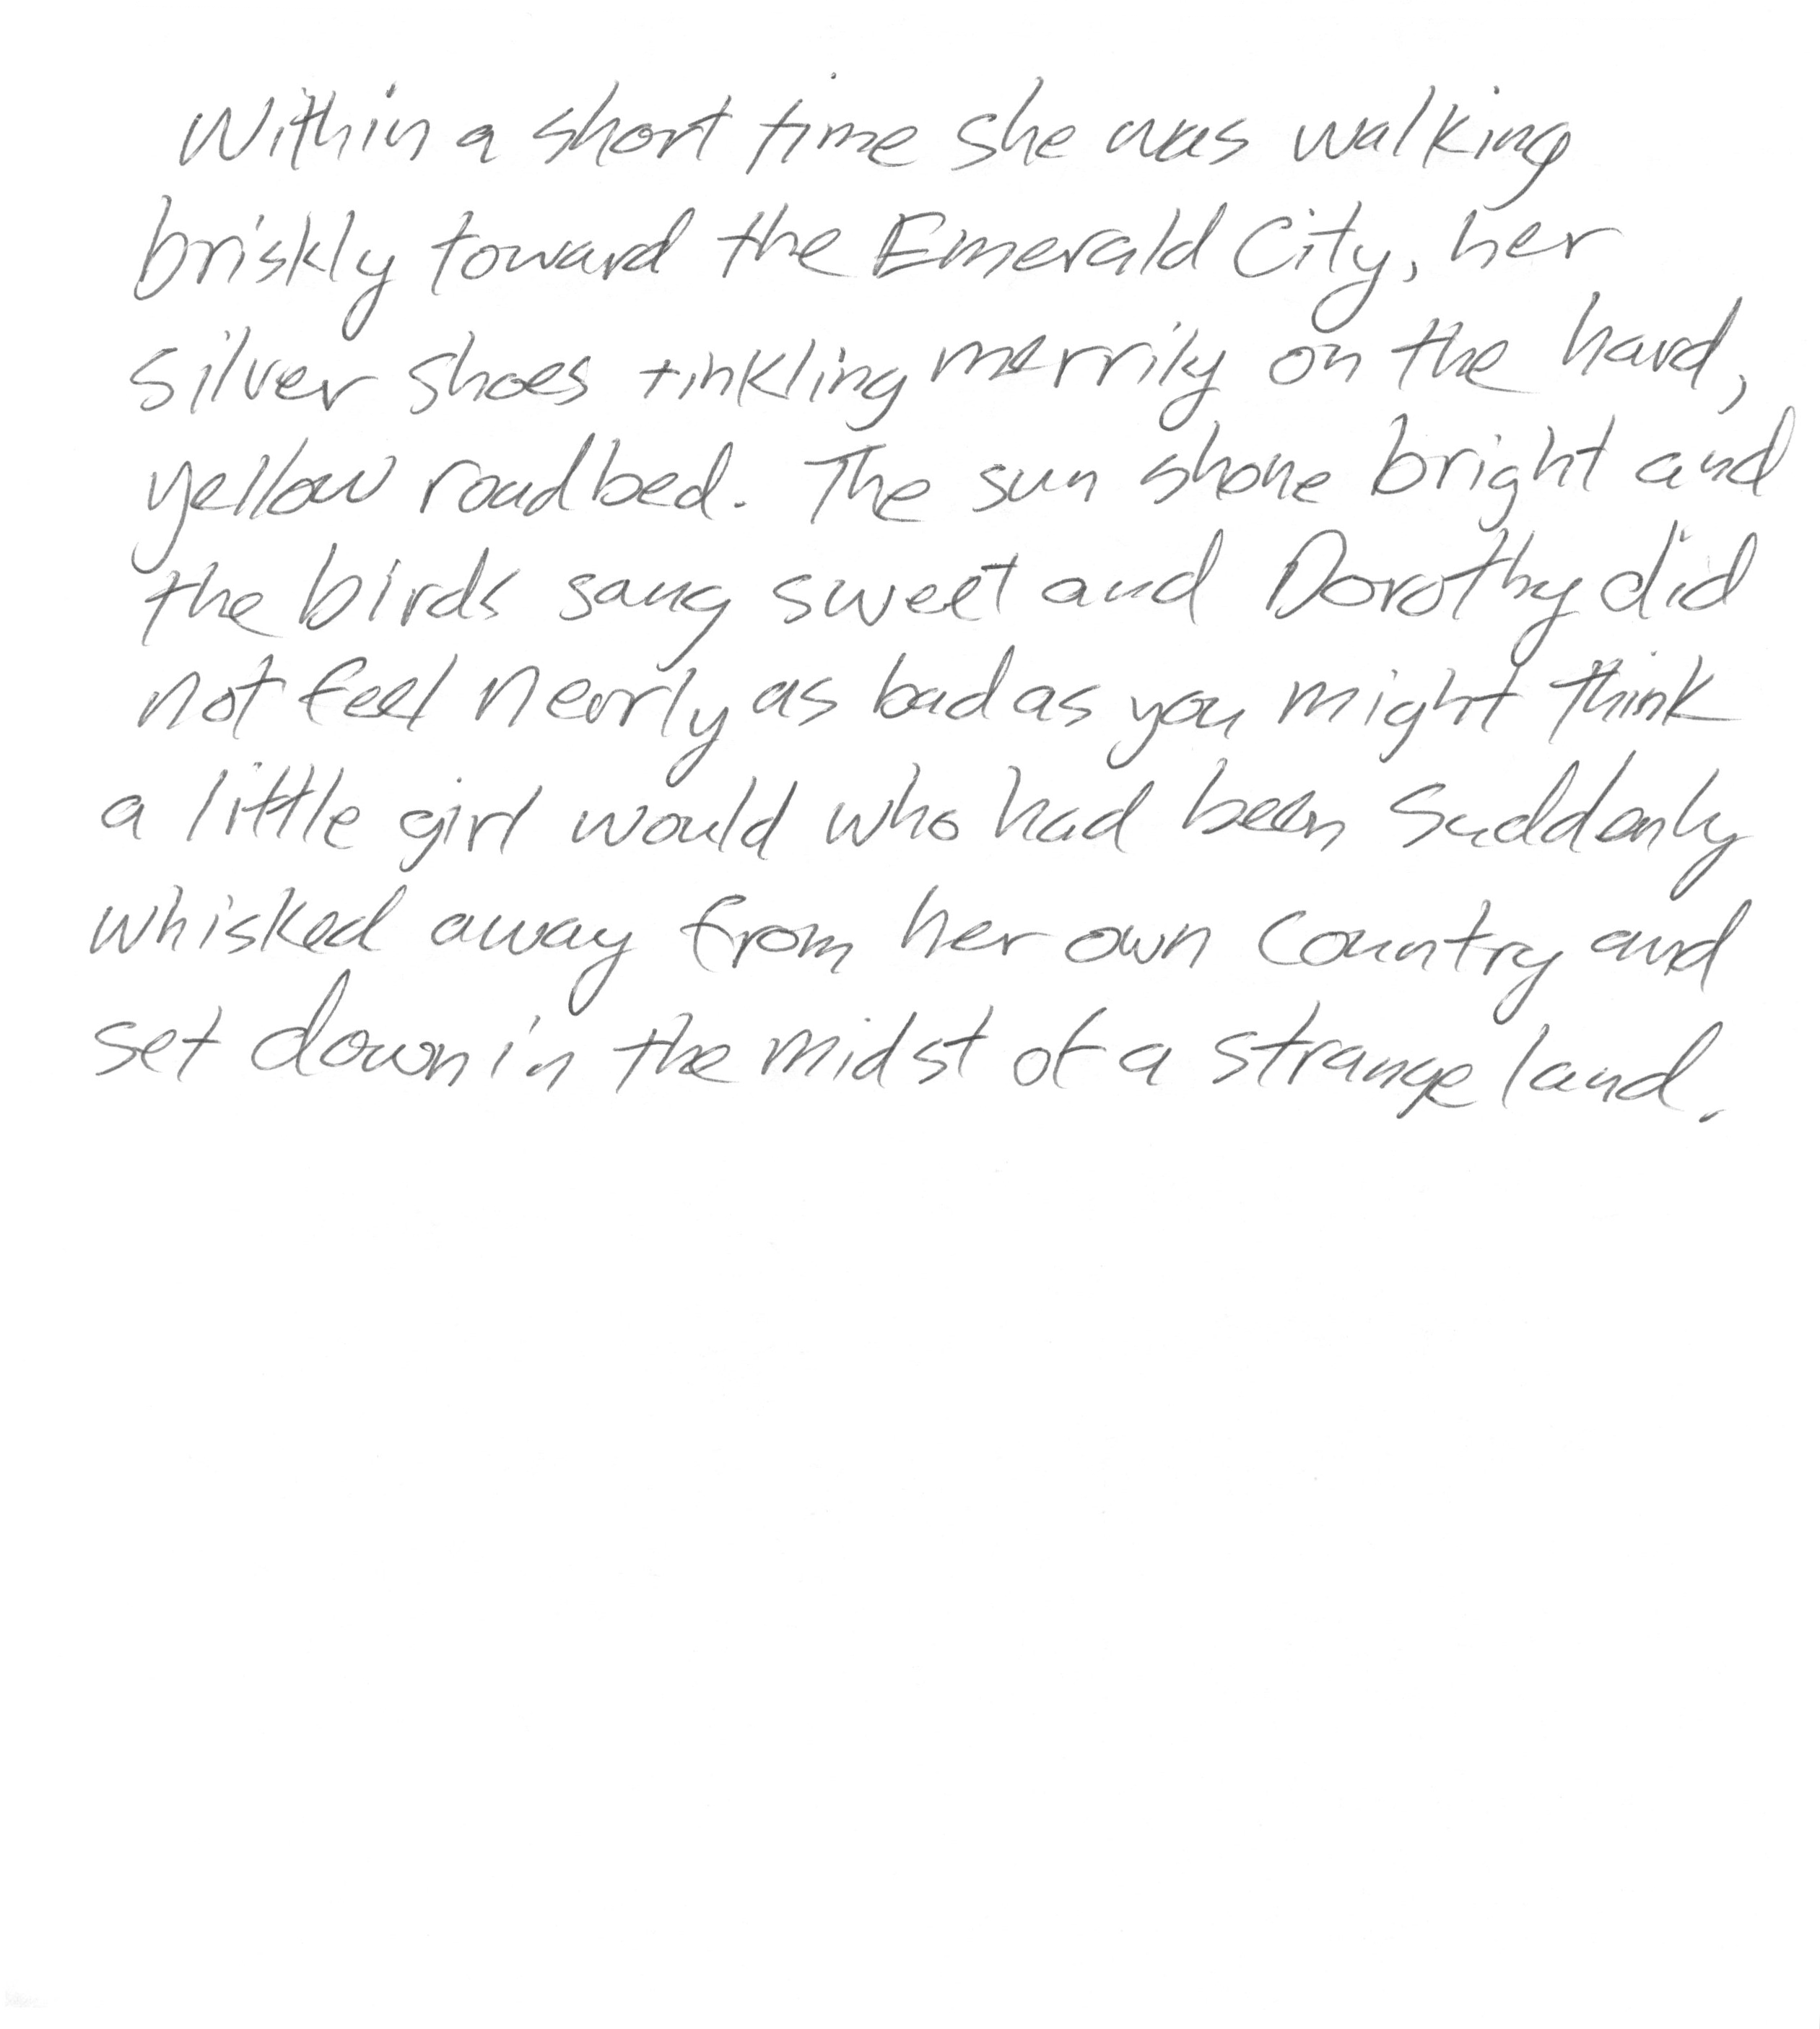 Within a short time she was walking
briskly toward the Emerald City, her
silver shoes tinkling merrily on the hard,
yellow roadbed. The sun shone bright and
the birds sang sweet and Dorothy did
not feel nearly as bad as you might think
a little girl would who had been suddenly
whisked away from her own country and
set down in the midst of a strange land.